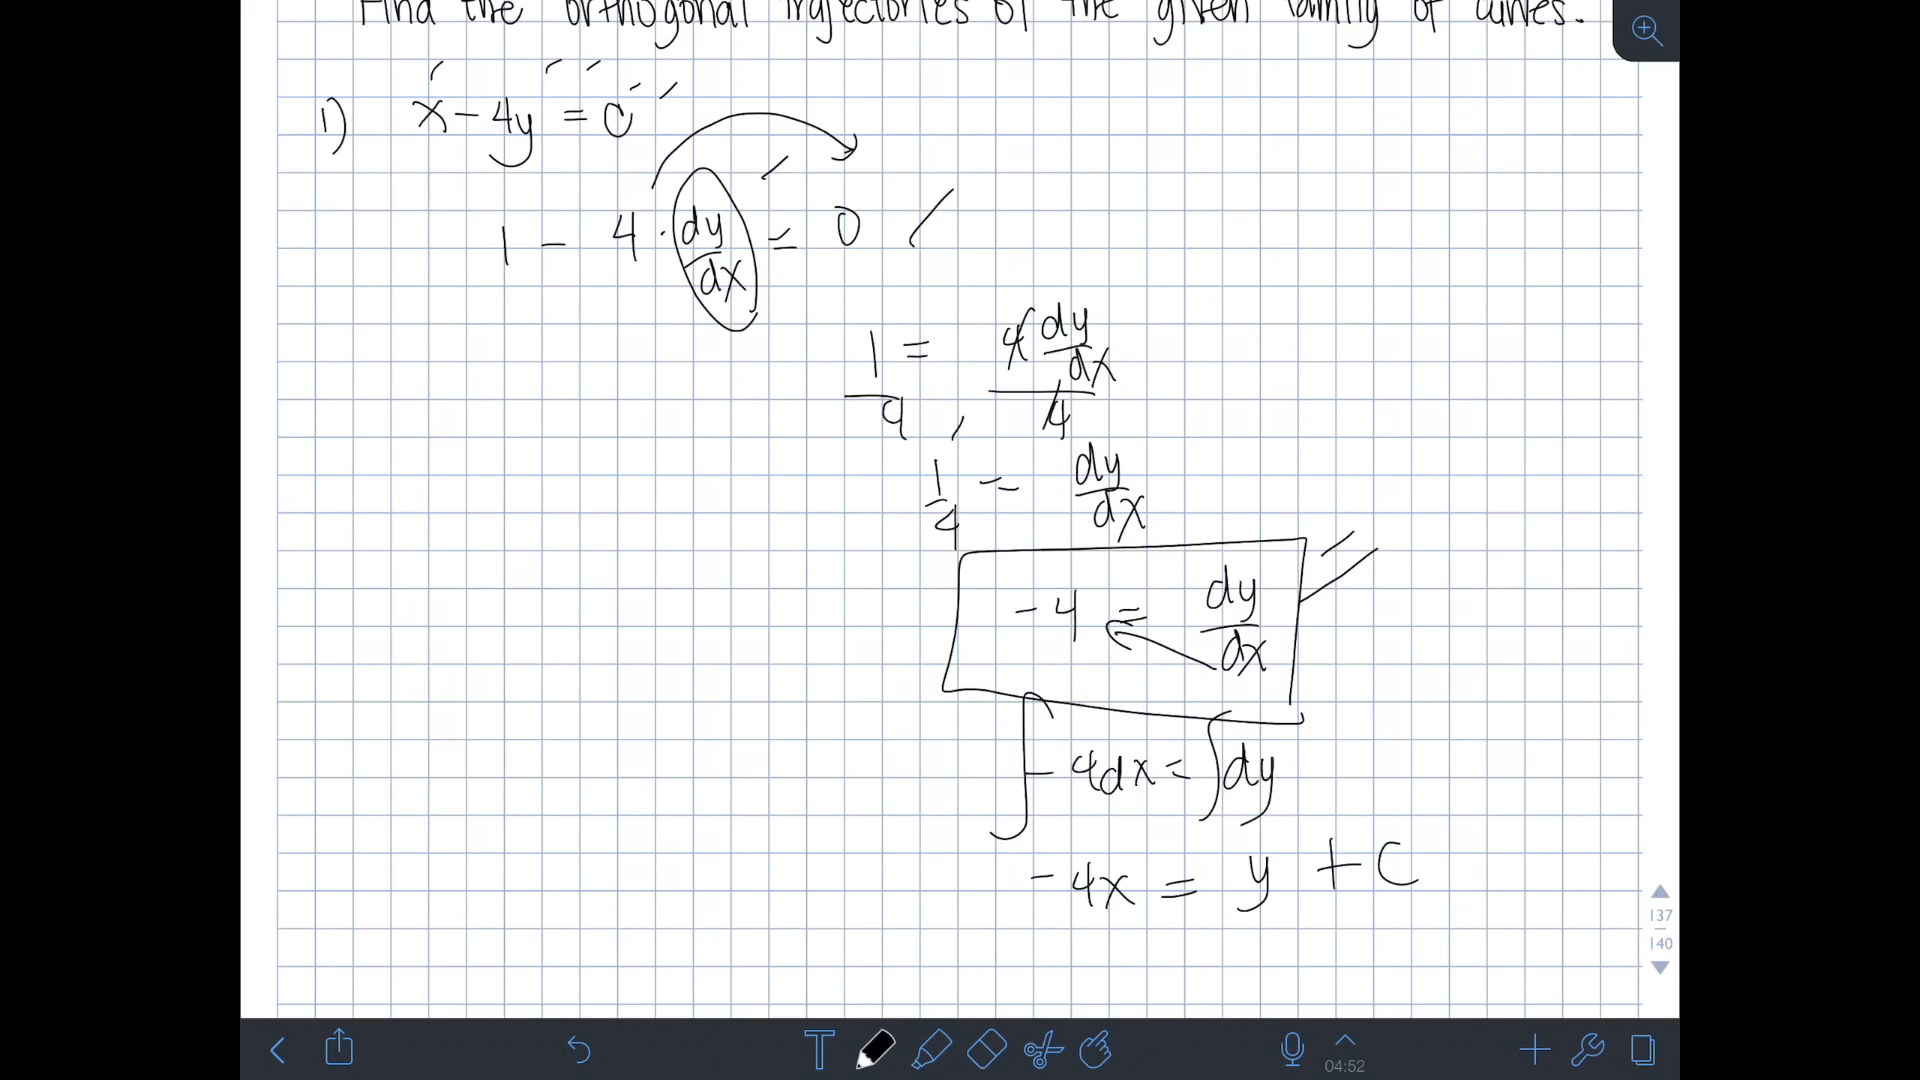 Find the orthogonal trajectories of the given family of curves.
1) x - 4y = C
1 - 4 · dy/dx = 0
1/4 = 4 dy/dx / 4
1/4 = dy/dx
-4 = dy/dx
∫ -4dx = ∫ dy
-4x = y + C
137
140
T
04:52